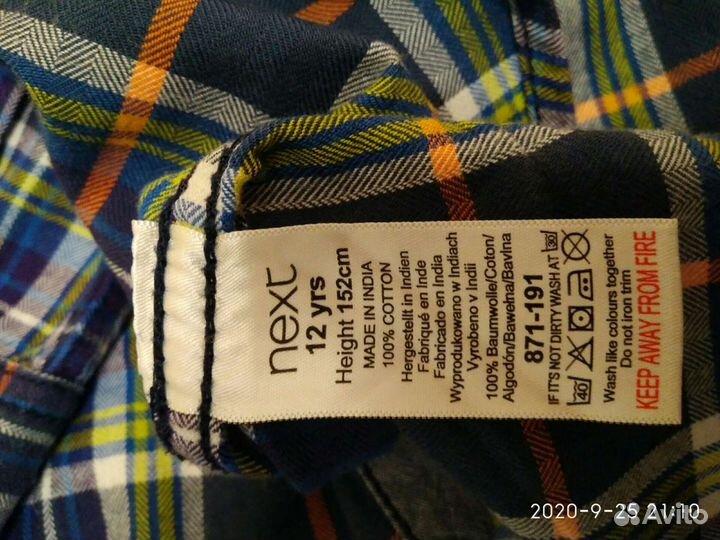 next
12 yrs
Height 152cm
MADE IN INDIA
100% COTTON
Hergestellt in Indien
Fabriqué en Inde
Fabricado en India
Wyprodukowano w Indiach
Vyrobeno v Indii
100% Baumwolle/Coton/
Algodón/Bawełna/Bavlna
871-191
IF IT'S NOT DIRTY WASH AT 30
40
Wash like colours together
Do not iron trim
KEEP AWAY FROM FIRE
2020-9-25 21:10
Avito